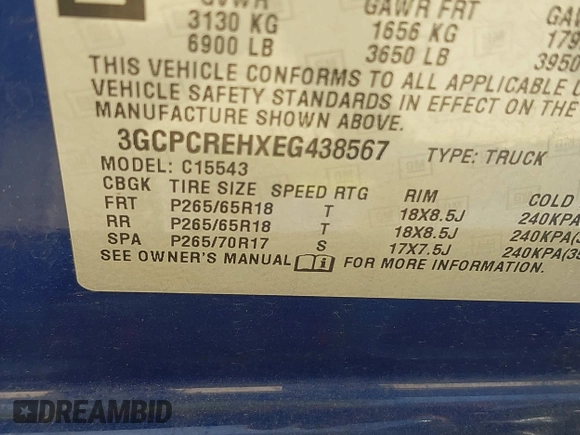 GVWR GAWR FRT
3130 KG 1656 KG 179
6900 LB 3650 LB 3950
THIS VEHICLE CONFORMS TO ALL APPLICABLE
VEHICLE SAFETY STANDARDS IN EFFECT ON THE
MANUFACTURE SHOWN ABOVE.
3GCPCREHXEG438567 TYPE: TRUCK
MODEL: C15543
CBGK TIRE SIZE SPEED RTG RIM COLD
FRT P265/65R18 T 18X8.5J 240KPA(
RR P265/65R18 T 18X8.5J 240KPA(3
SPA P265/70R17 S 17X7.5J 240KPA(35
SEE OWNER'S MANUAL FOR MORE INFORMATION.
DREAMBID